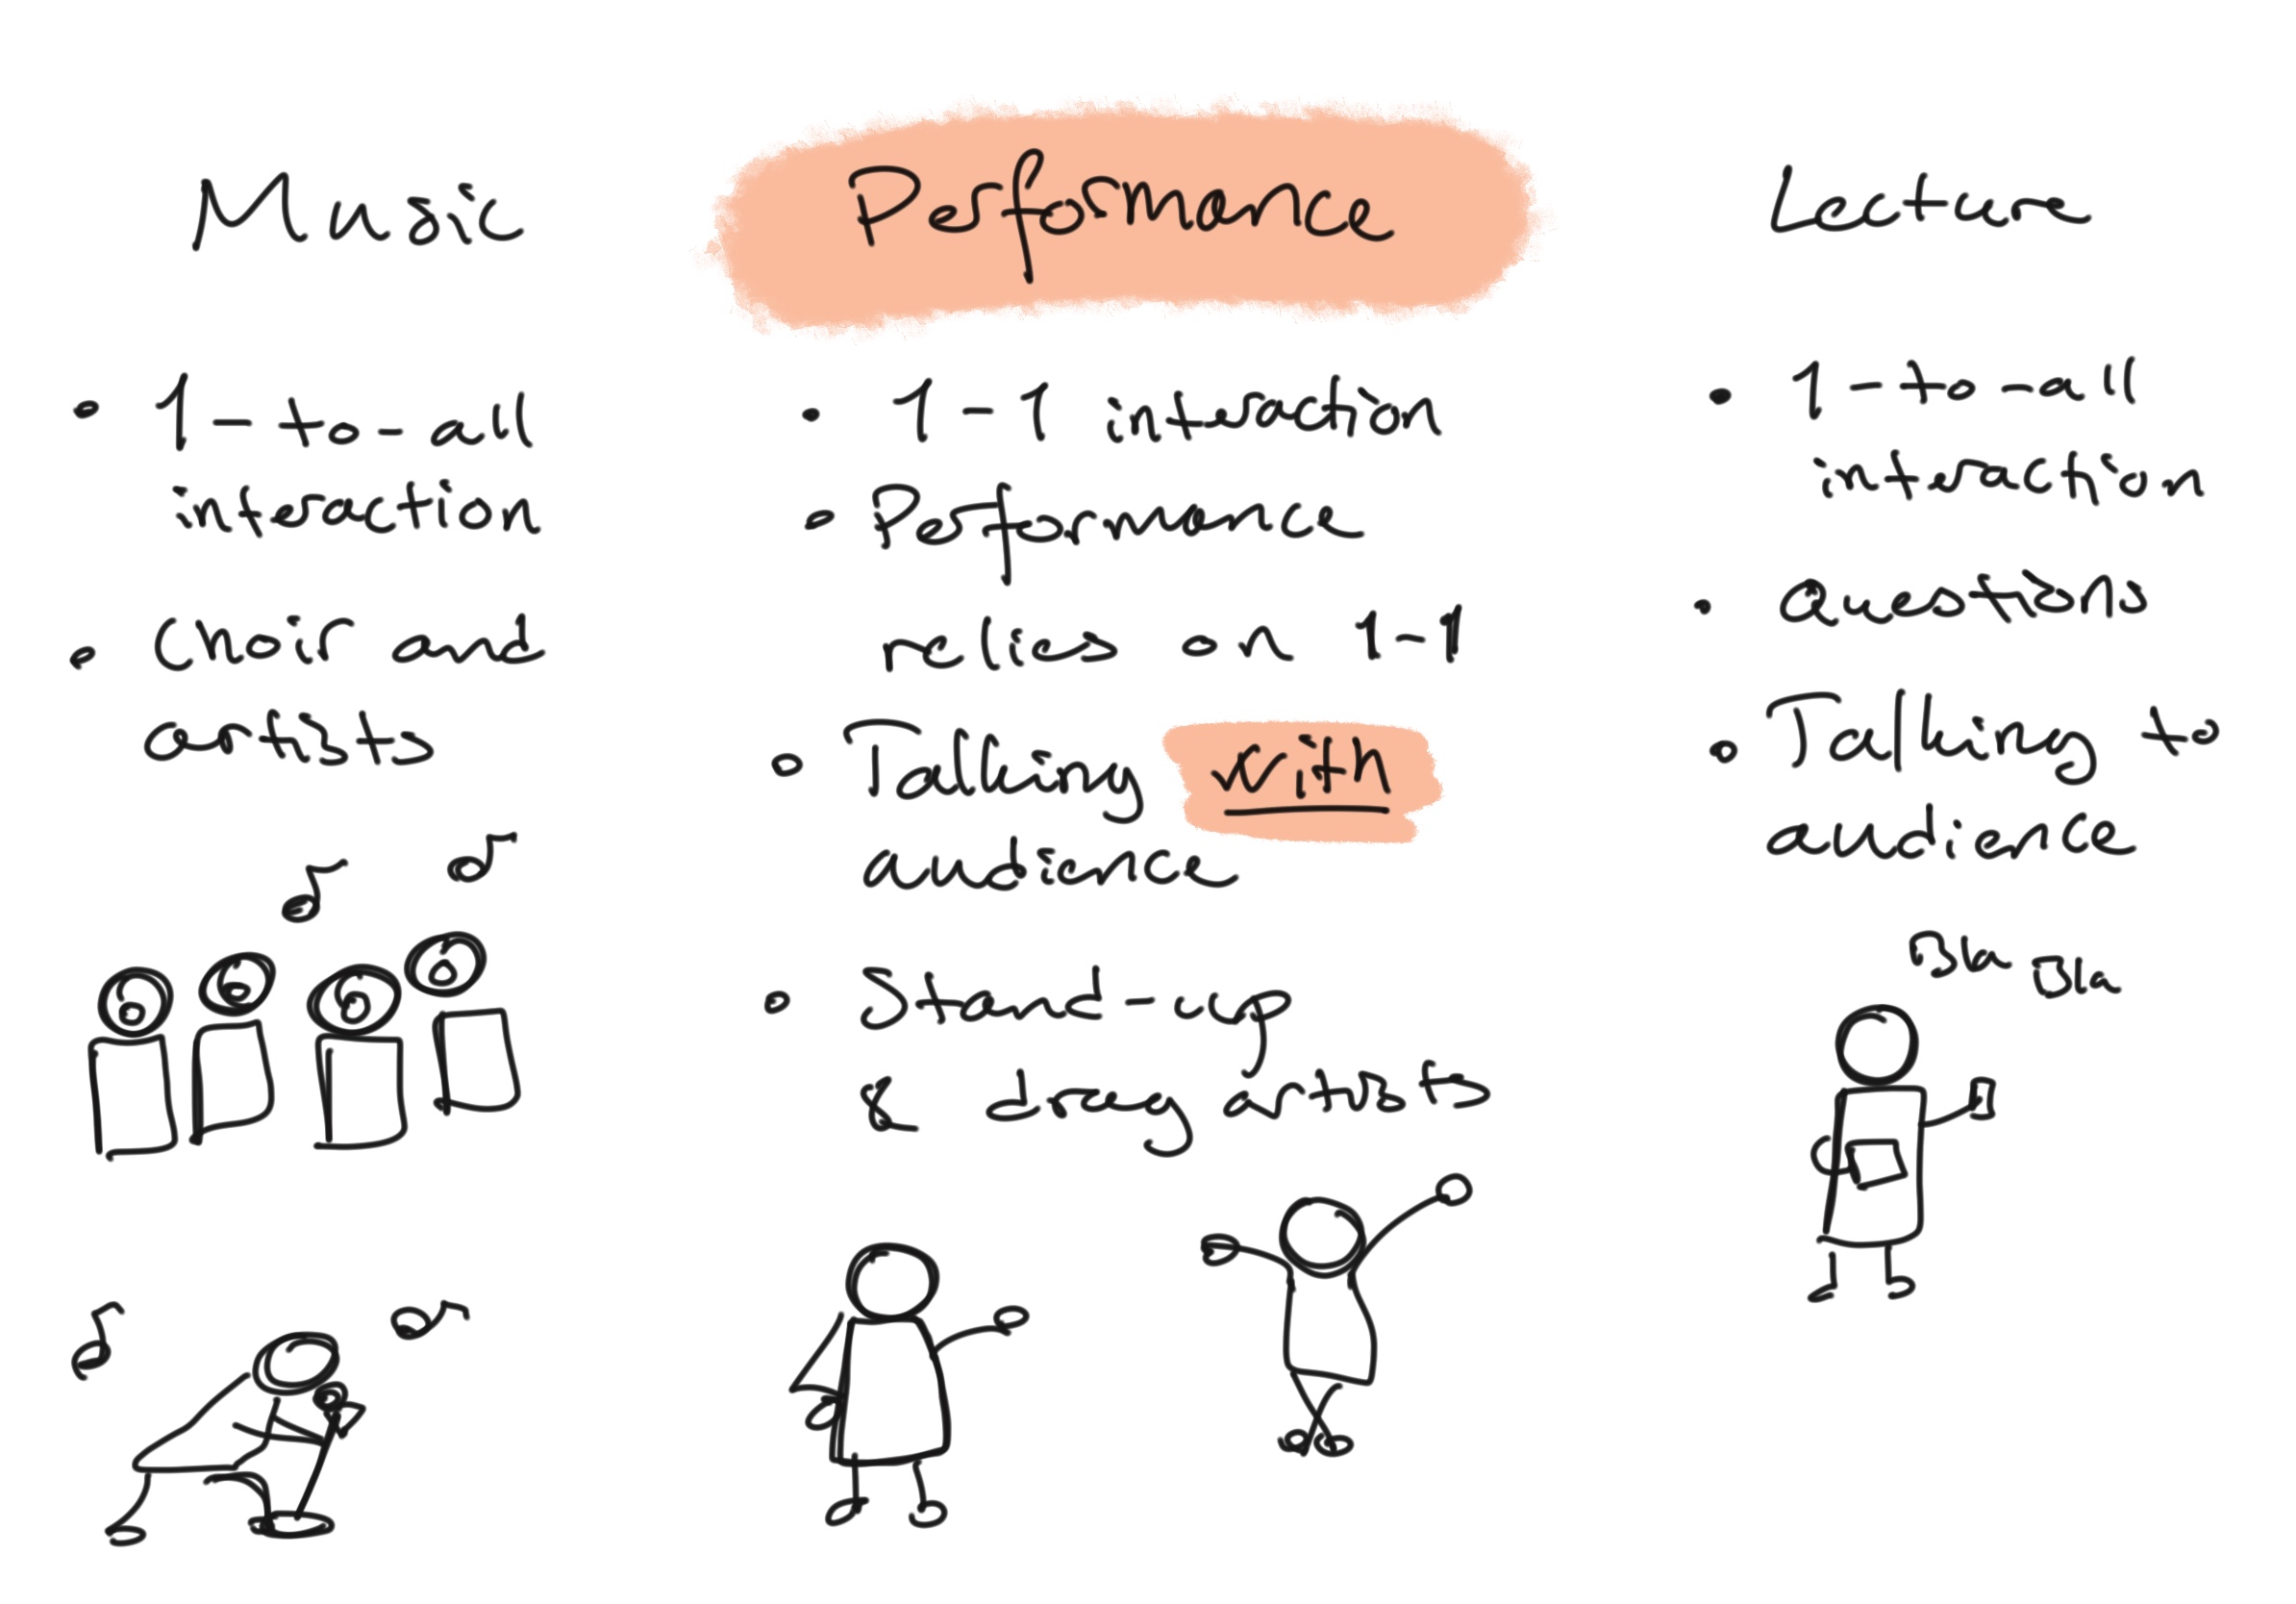 Music
• 1-to-all
interaction
• Choir and
artists
Performance
• 1-1 interaction
• Performance
relies on 1-1
• Talking with
audience
• Stand-up
& drag artists
Lecture
• 1-to-all
interaction
• Questions
• Talking to
audience
Bla Bla